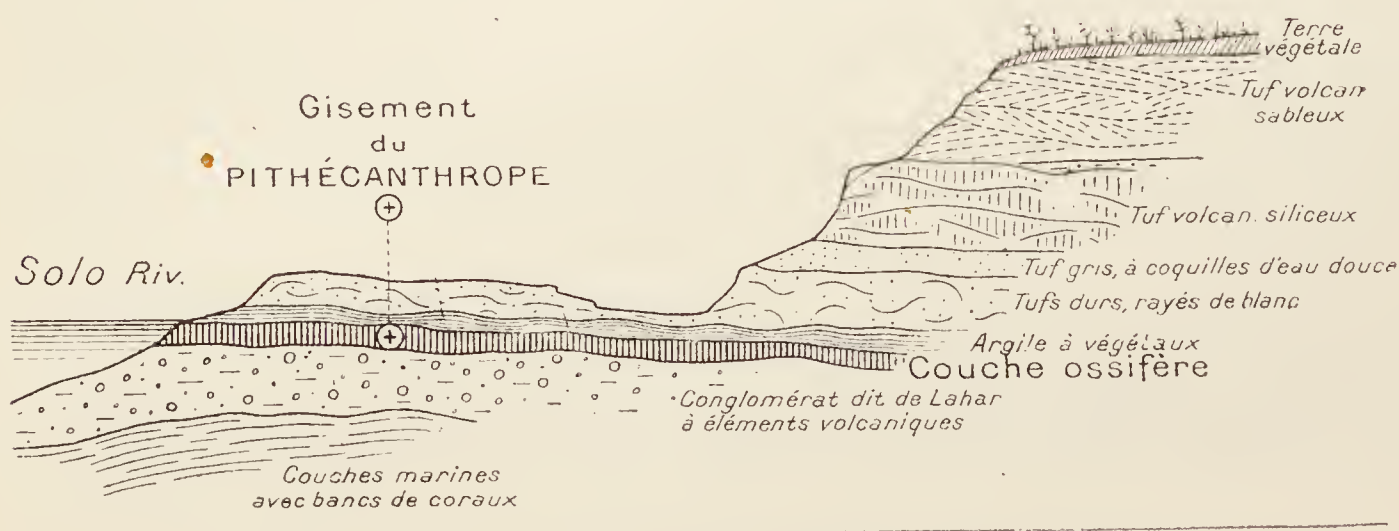 Gisement
du
PITHÉCANTHROPE
Solo Riv.
Terre
végétale
Tuf volcan
sableux
Tuf volcan. siliceux
Tuf gris, à coquilles d'eau douce
Tufs durs, rayés de blanc
Argile à végétaux
Couche ossifère
Conglomérat dit de Lahar
à éléments volcaniques
Couches marines
avec bancs de coraux